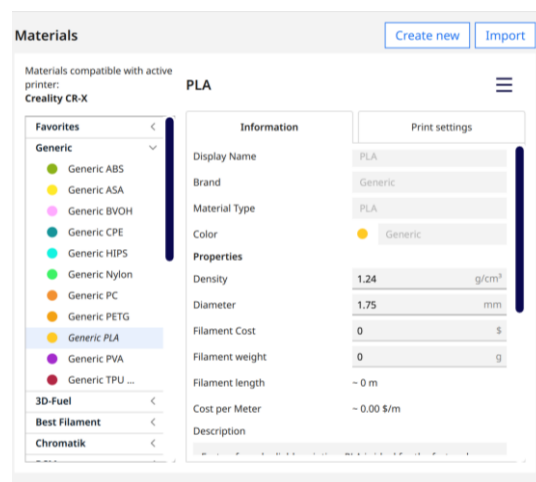 Materials
Create new
Import
Materials compatible with active
printer:
Creality CR-X
Favorites
Generic
Generic ABS
Generic ASA
Generic BVOH
Generic CPE
Generic HIPS
Generic Nylon
Generic PC
Generic PETG
Generic PLA
Generic PVA
Generic TPU ...
3D-Fuel
Best Filament
Chromatik
PLA
Information
Print settings
Display Name
PLA
Brand
Generic
Material Type
PLA
Color
Generic
Properties
Density
1.24 g/cm³
Diameter
1.75 mm
Filament Cost
0 $
Filament weight
0 g
Filament length
~ 0 m
Cost per Meter
~ 0.00 $/m
Description